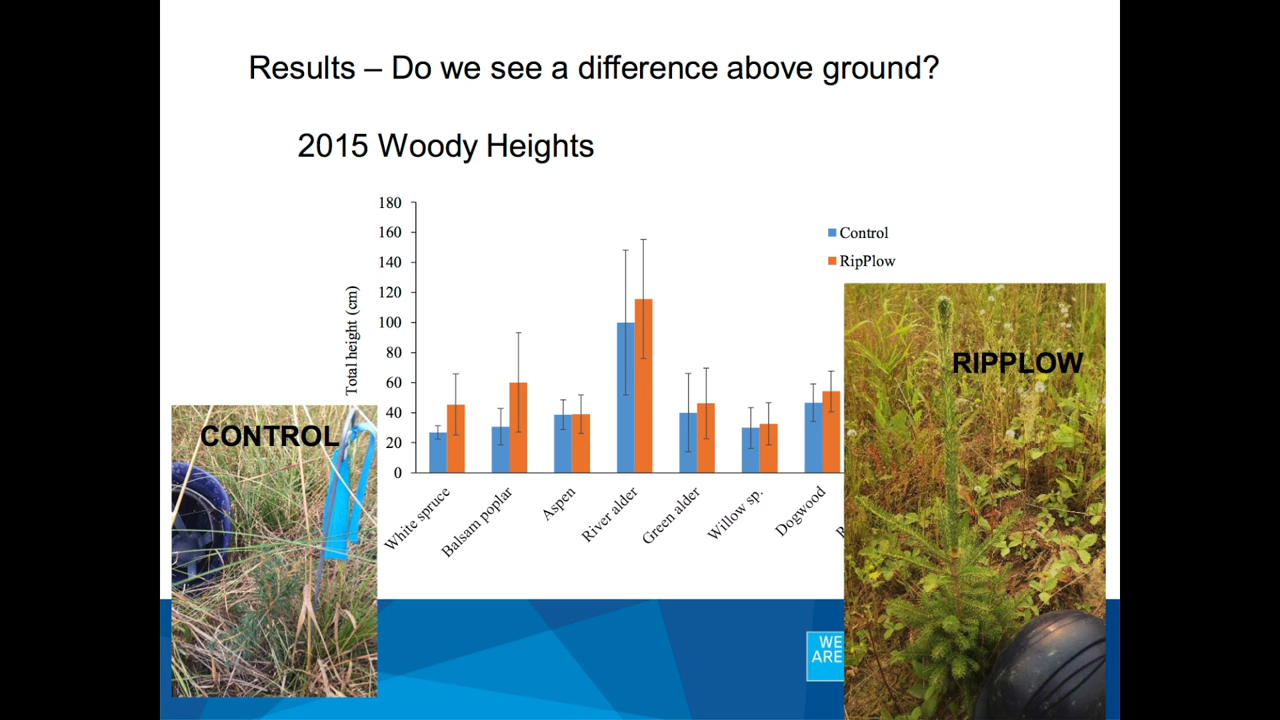 Results – Do we see a difference above ground?
2015 Woody Heights
180
160
140
120
100
80
60
40
20
0
Total height (cm)
Control
RipPlow
White spruce
Balsam poplar
Aspen
River alder
Green alder
Willow sp.
Dogwood
CONTROL
RIPPLOW
WE
ARE